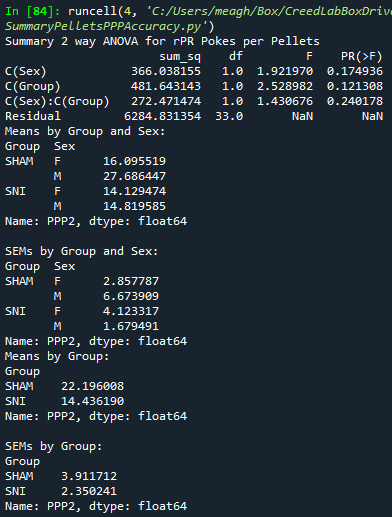 In [84]: runcell(4, 'C:/Users/meagh/Box/CreedLabBoxDrive
SummaryPelletsPPPAccuracy.py')
Summary 2 way ANOVA for rPR Pokes per Pellets
sum_sq df F PR(>F)
C(Sex) 366.038155 1.0 1.921970 0.174936
C(Group) 481.643143 1.0 2.528982 0.121308
C(Sex):C(Group) 272.471474 1.0 1.430676 0.240178
Residual 6284.831354 33.0 NaN NaN
Means by Group and Sex:
Group Sex
SHAM F 16.095519
M 27.686447
SNI F 14.129474
M 14.819585
Name: PPP2, dtype: float64
SEMs by Group and Sex:
Group Sex
SHAM F 2.857787
M 6.673909
SNI F 4.123317
M 1.679491
Name: PPP2, dtype: float64
Means by Group:
Group
SHAM 22.196008
SNI 14.436190
Name: PPP2, dtype: float64
SEMs by Group:
Group
SHAM 3.911712
SNI 2.350241
Name: PPP2, dtype: float64